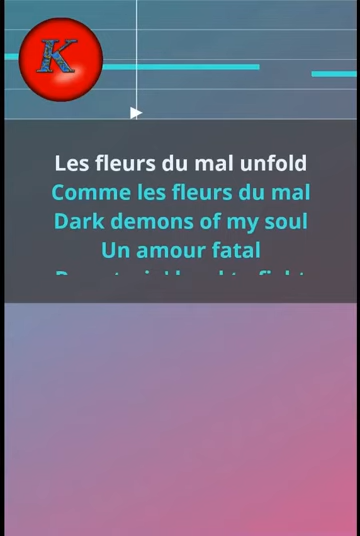 K
Les fleurs du mal unfold
Comme les fleurs du mal
Dark demons of my soul
Un amour fatal